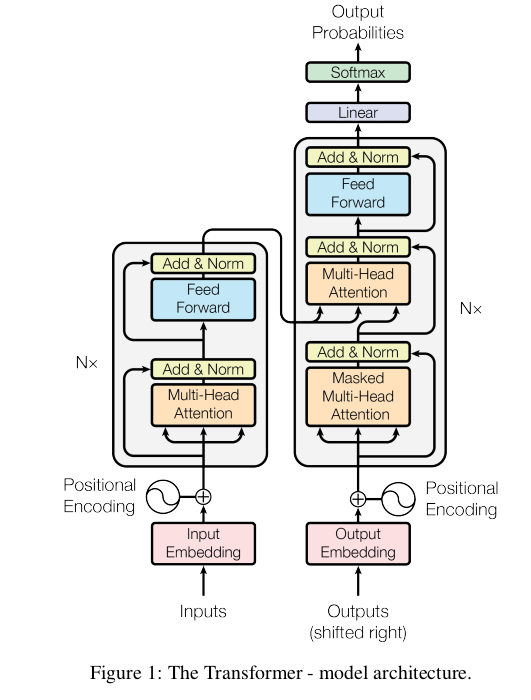 Output
Probabilities
Softmax
Linear
Add & Norm
Feed
Forward
Add & Norm
Multi-Head
Attention
Add & Norm
Masked
Multi-Head
Attention
N×
Add & Norm
Feed
Forward
Add & Norm
Multi-Head
Attention
N×
Positional
Encoding
Positional
Encoding
Input
Embedding
Output
Embedding
Inputs
Outputs
(shifted right)
Figure 1: The Transformer - model architecture.